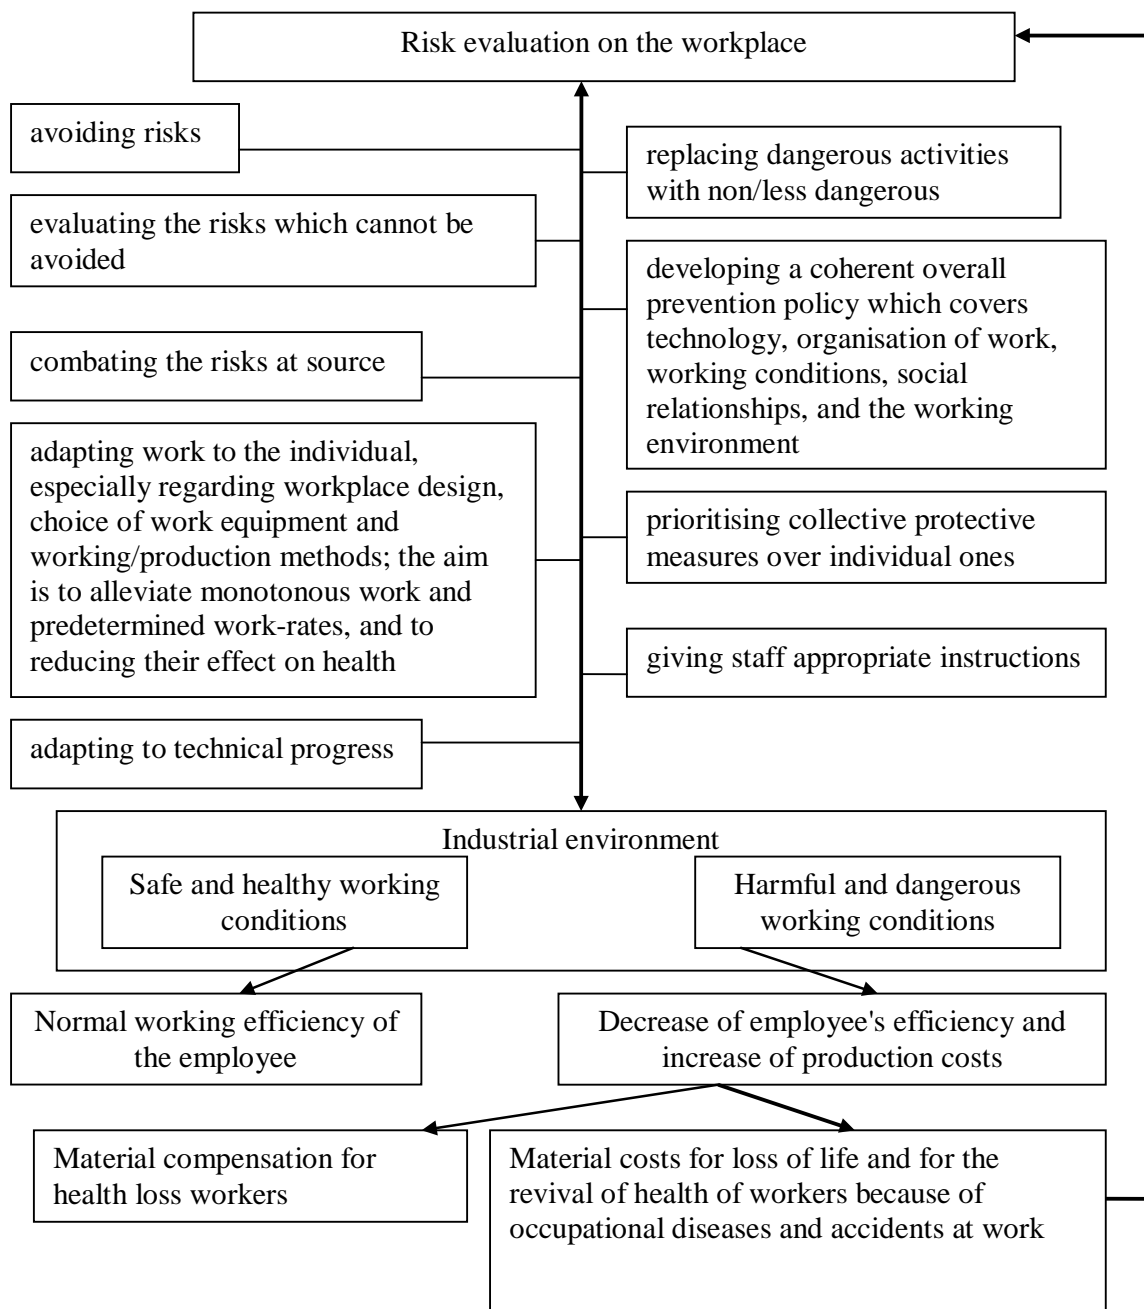 Risk evaluation on the workplace
avoiding risks
replacing dangerous activities
with non/less dangerous
evaluating the risks which cannot be
avoided
developing a coherent overall
prevention policy which covers
technology, organisation of work,
working conditions, social
relationships, and the working
environment
combating the risks at source
adapting work to the individual,
especially regarding workplace design,
choice of work equipment and
working/production methods; the aim
is to alleviate monotonous work and
predetermined work-rates, and to
reducing their effect on health
prioritising collective protective
measures over individual ones
giving staff appropriate instructions
adapting to technical progress
Industrial environment
Safe and healthy working
conditions
Harmful and dangerous
working conditions
Normal working efficiency of
the employee
Decrease of employee's efficiency and
increase of production costs
Material compensation for
health loss workers
Material costs for loss of life and for the
revival of health of workers because of
occupational diseases and accidents at work